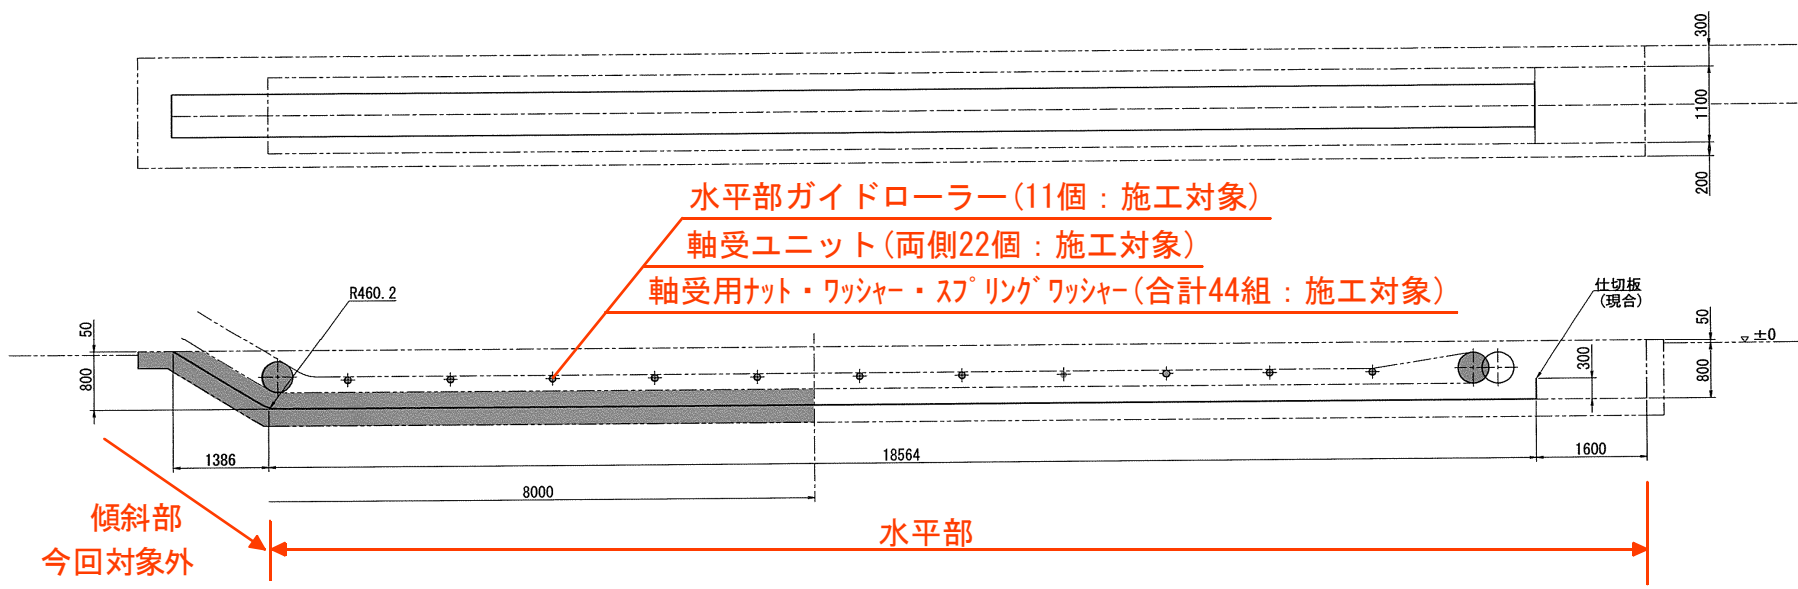 300
1100
200
水平部ガイドローラー(11個：施工対象)
軸受ユニット(両側22個：施工対象)
軸受用ナット・ワッシャー・スプリングワッシャー(合計44組：施工対象)
R460.2
仕切板
(現合)
50
800
50
±0
300
800
1386
18564
1600
8000
傾斜部
今回対象外
水平部